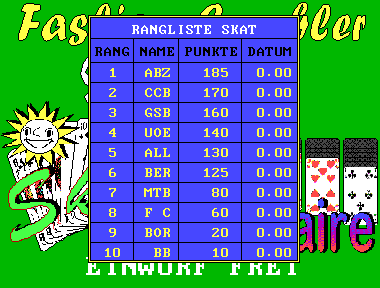 RANGLISTE SKAT
RANG NAME PUNKTE DATUM
1 ABZ 185 0.00
2 CCB 170 0.00
3 GSB 160 0.00
4 UOE 140 0.00
5 ALL 130 0.00
6 BER 125 0.00
7 MTB 80 0.00
8 F C 60 0.00
9 BOR 20 0.00
10 BB 10 0.00
EINWURF FREI